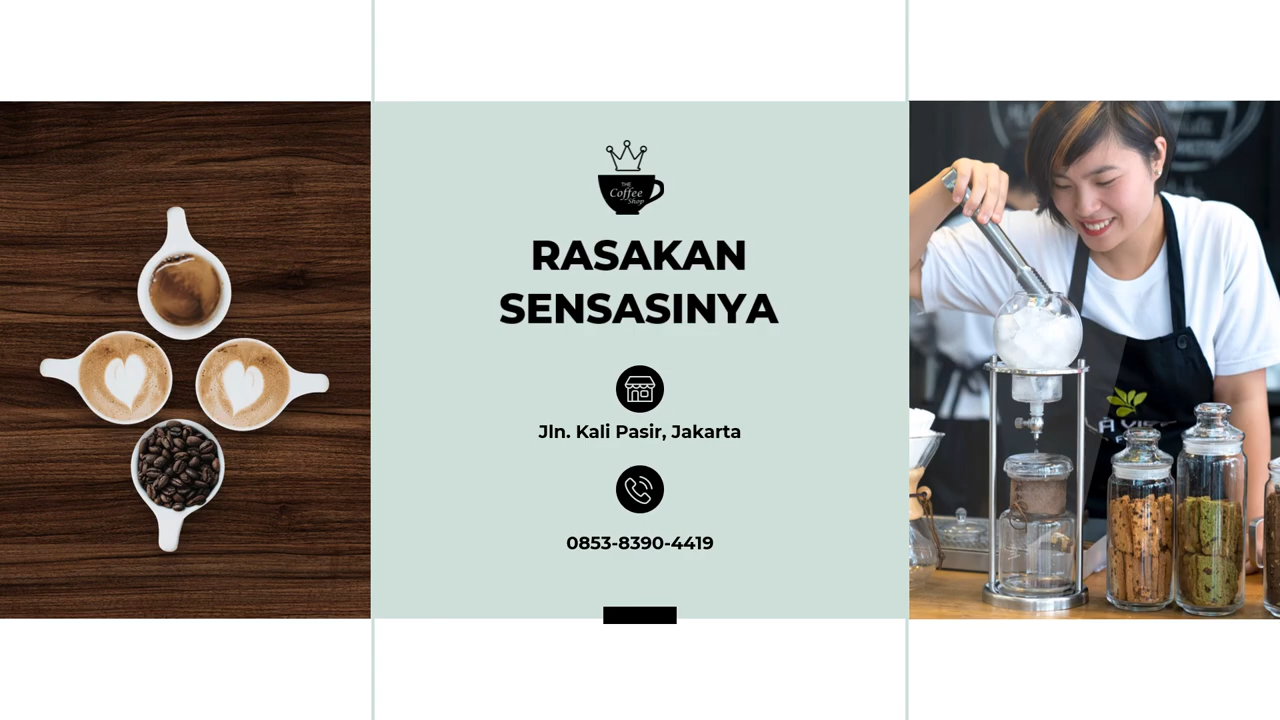 THE
Coffee
Shop
RASAKAN
SENSASINYA
Jln. Kali Pasir, Jakarta
0853-8390-4419